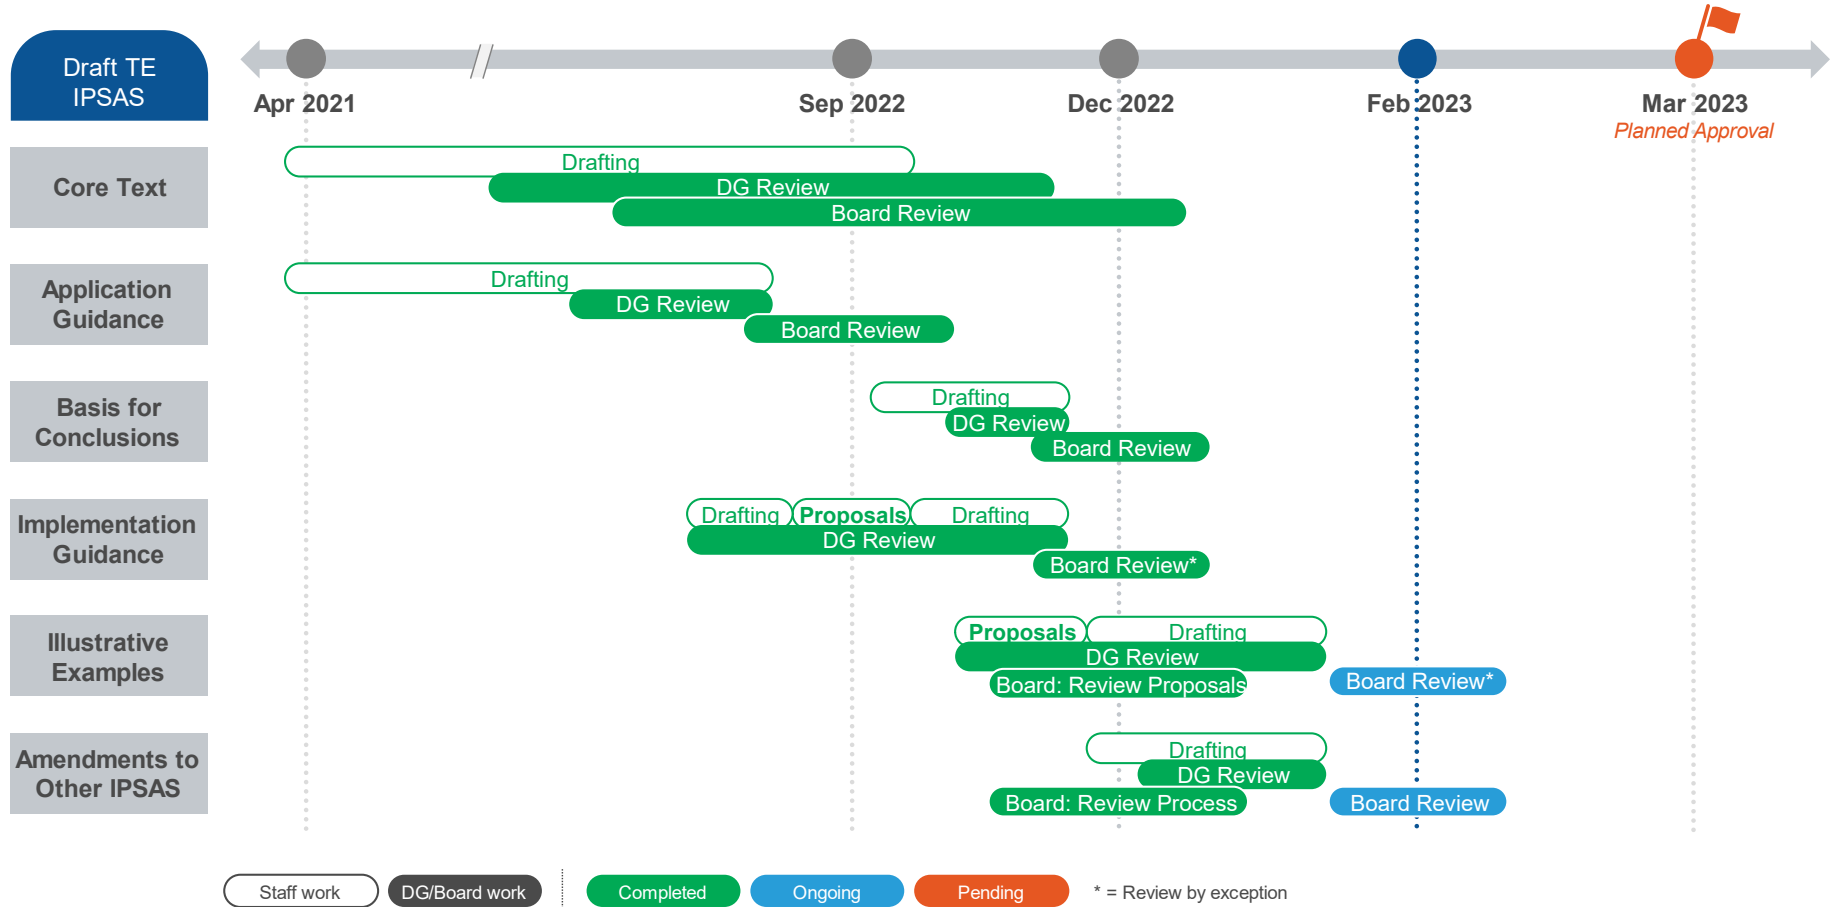 Draft TE
IPSAS
Apr 2021
Sep 2022
Dec 2022
Feb 2023
Mar 2023
Planned Approval
Core Text
Drafting
DG Review
Board Review
Application
Guidance
Drafting
DG Review
Board Review
Basis for
Conclusions
Drafting
DG Review
Board Review
Implementation
Guidance
Drafting
Proposals
Drafting
DG Review
Board Review*
Illustrative
Examples
Proposals
Drafting
DG Review
Board: Review Proposals
Board Review*
Amendments to
Other IPSAS
Drafting
DG Review
Board: Review Process
Board Review
Staff work
DG/Board work
Completed
Ongoing
Pending
* = Review by exception